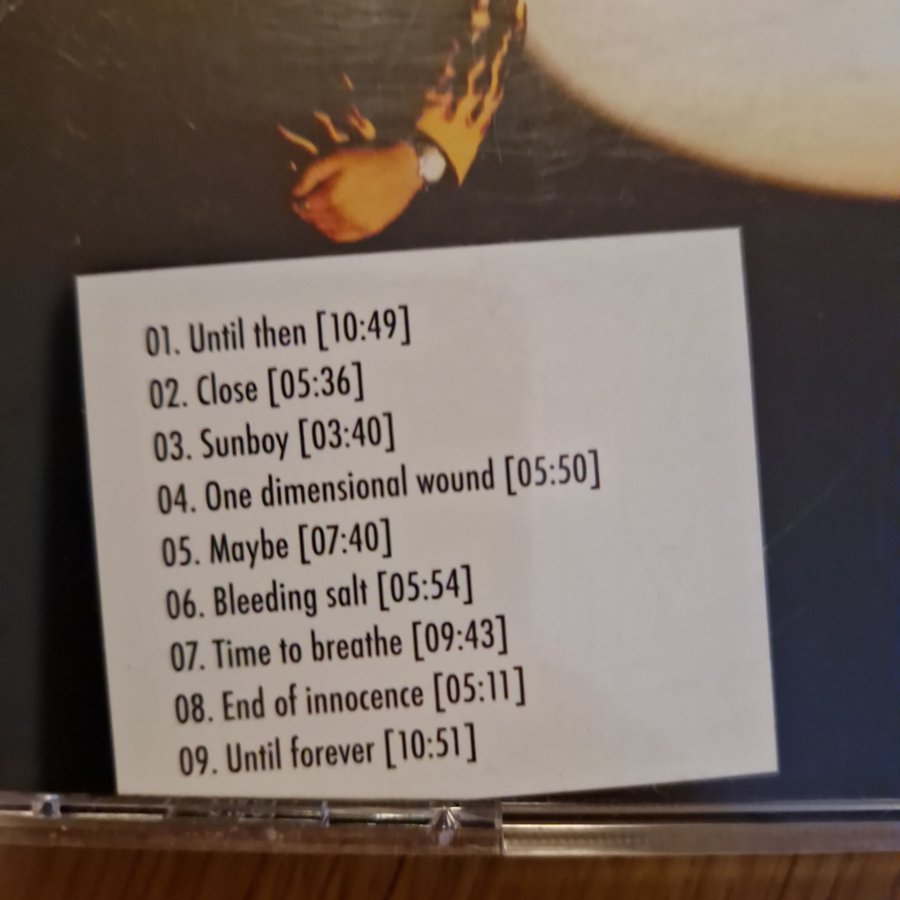 01. Until then [10:49]
02. Close [05:36]
03. Sunboy [03:40]
04. One dimensional wound [05:50]
05. Maybe [07:40]
06. Bleeding salt [05:54]
07. Time to breathe [09:43]
08. End of innocence [05:11]
09. Until forever [10:51]